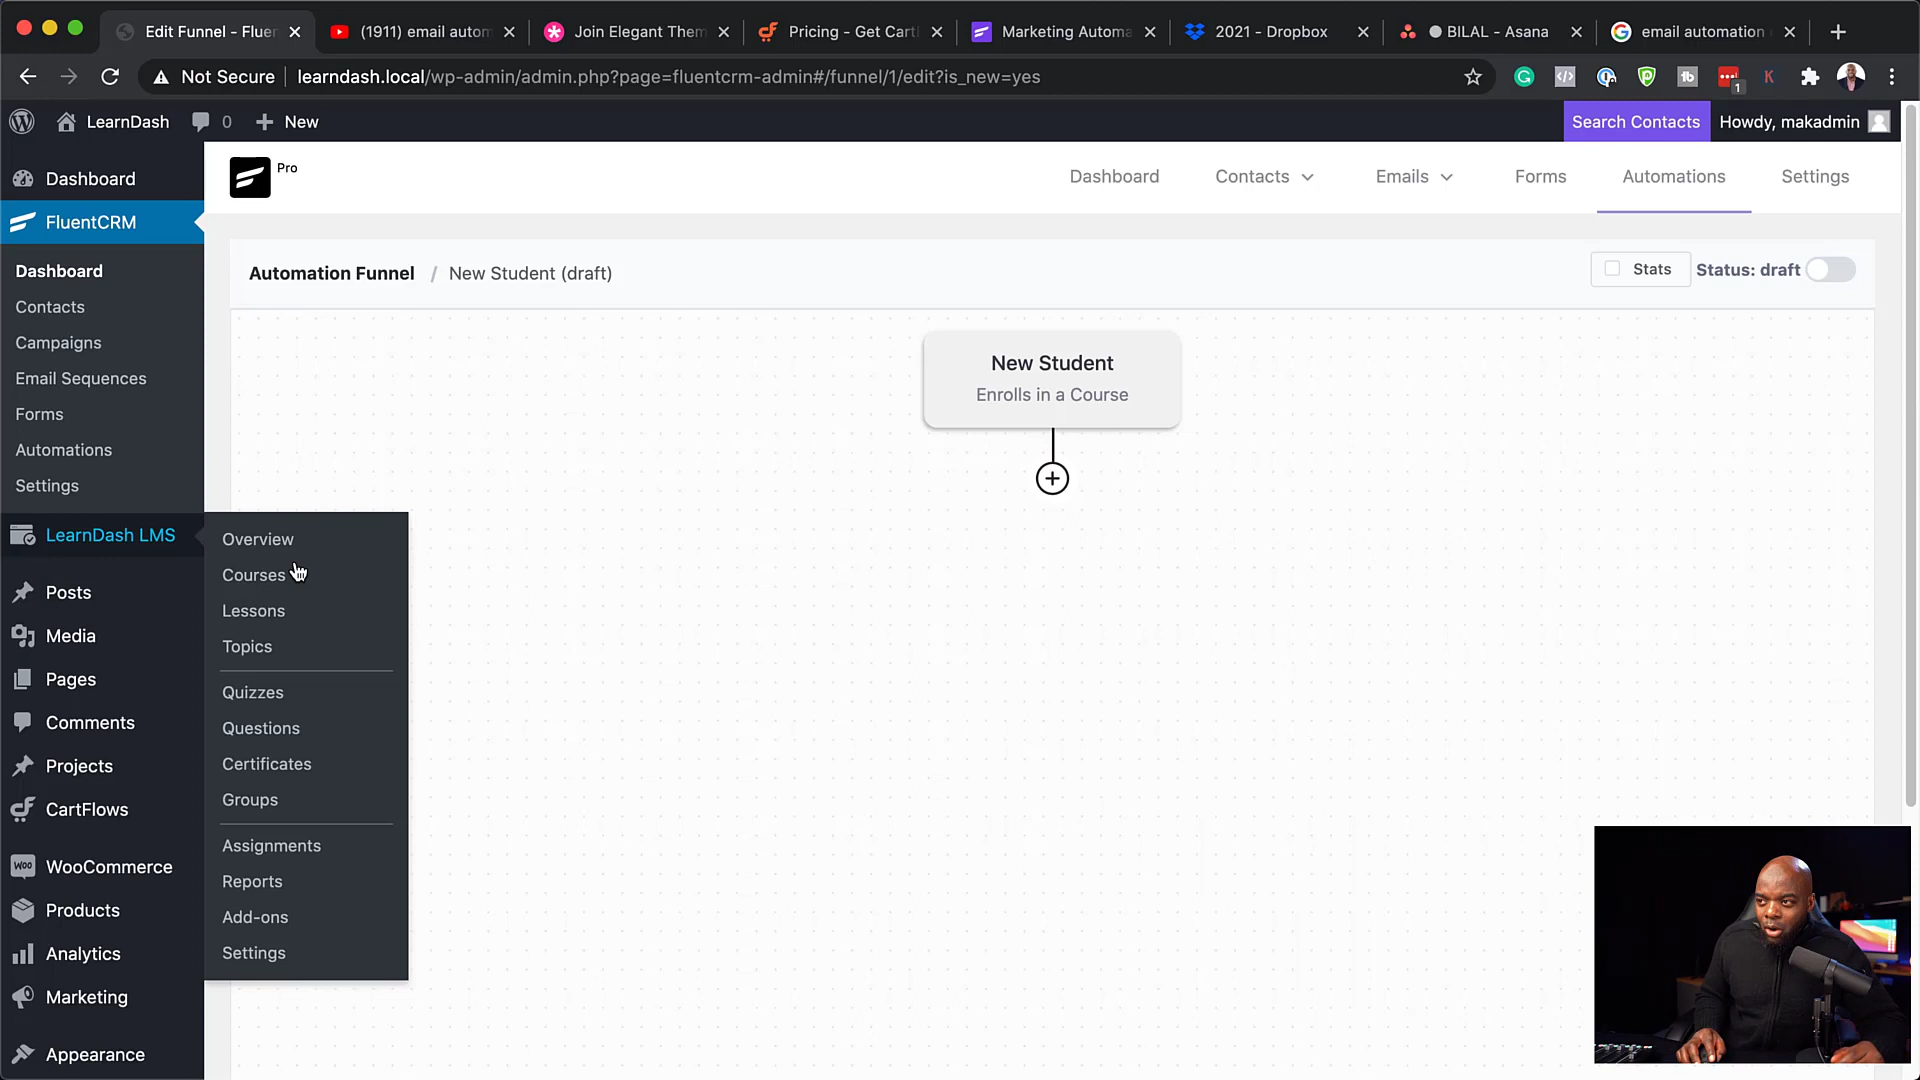 Edit Funnel - Fluen
(1911) email autom
Join Elegant Them
Pricing - Get Carti
Marketing Automa
2021 - Dropbox
BILAL - Asana
email automation
Not Secure
learndash.local/wp-admin/admin.php?page=fluentcrm-admin#/funnel/1/edit?is_new=yes
1
LearnDash
0
New
Search Contacts
Howdy, makadmin
Dashboard
FluentCRM
Dashboard
Contacts
Campaigns
Email Sequences
Forms
Automations
Settings
LearnDash LMS
Posts
Media
Pages
Comments
Projects
CartFlows
WooCommerce
Products
Analytics
Marketing
Appearance
Overview
Courses
Lessons
Topics
Quizzes
Questions
Certificates
Groups
Assignments
Reports
Add-ons
Settings
Pro
Dashboard
Contacts
Emails
Forms
Automations
Settings
Automation Funnel / New Student (draft)
Stats
Status: draft
New Student
Enrolls in a Course